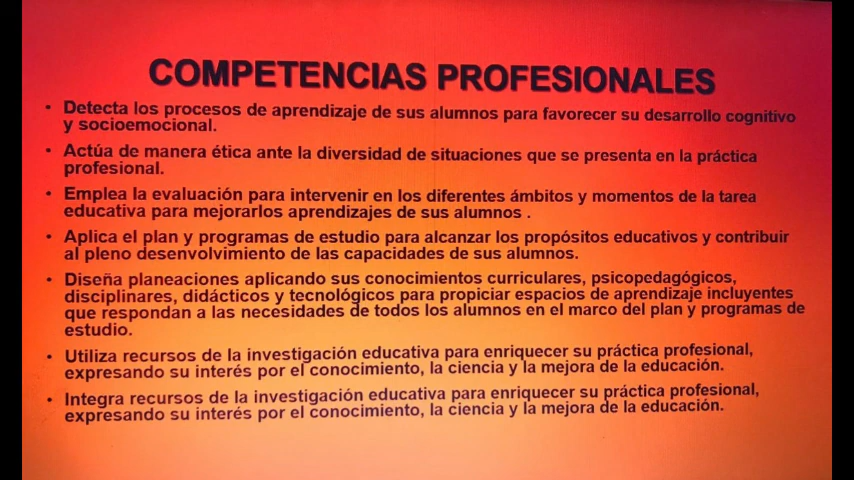 COMPETENCIAS PROFESIONALES
• Detecta los procesos de aprendizaje de sus alumnos para favorecer su desarrollo cognitivo
y socioemocional.
• Actúa de manera ética ante la diversidad de situaciones que se presenta en la práctica
profesional.
• Emplea la evaluación para intervenir en los diferentes ámbitos y momentos de la tarea
educativa para mejorarlos aprendizajes de sus alumnos .
• Aplica el plan y programas de estudio para alcanzar los propósitos educativos y contribuir
al pleno desenvolvimiento de las capacidades de sus alumnos.
• Diseña planeaciones aplicando sus conocimientos curriculares, psicopedagógicos,
disciplinares, didácticos y tecnológicos para propiciar espacios de aprendizaje incluyentes
que respondan a las necesidades de todos los alumnos en el marco del plan y programas de
estudio.
• Utiliza recursos de la investigación educativa para enriquecer su práctica profesional,
expresando su interés por el conocimiento, la ciencia y la mejora de la educación.
• Integra recursos de la investigación educativa para enriquecer su práctica profesional,
expresando su interés por el conocimiento, la ciencia y la mejora de la educación.